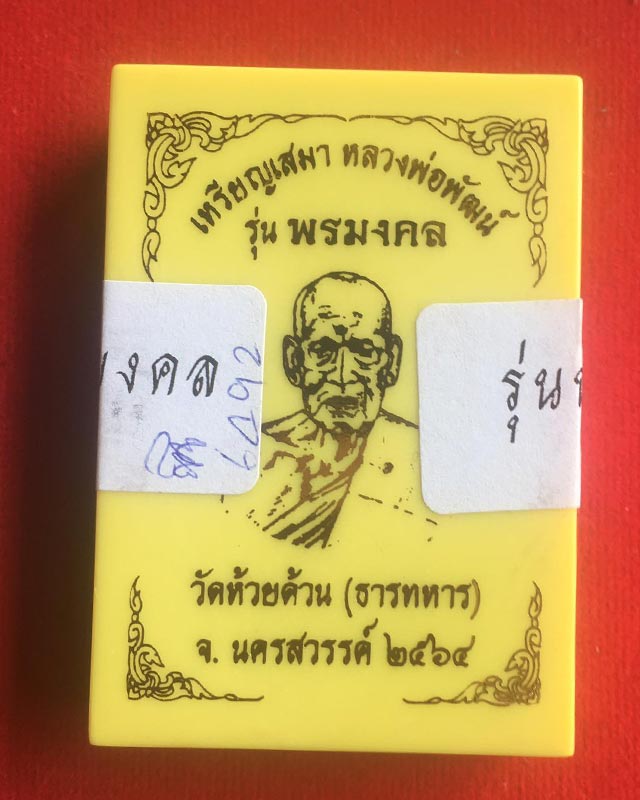 เหรียญเสมา หลวงพ่อพัฒน์
รุ่น พรมงคล
งคล
รุ่น
วัดห้วยด้วน (ธารทหาร)
จ. นครสวรรค์ ๒๕๖๔